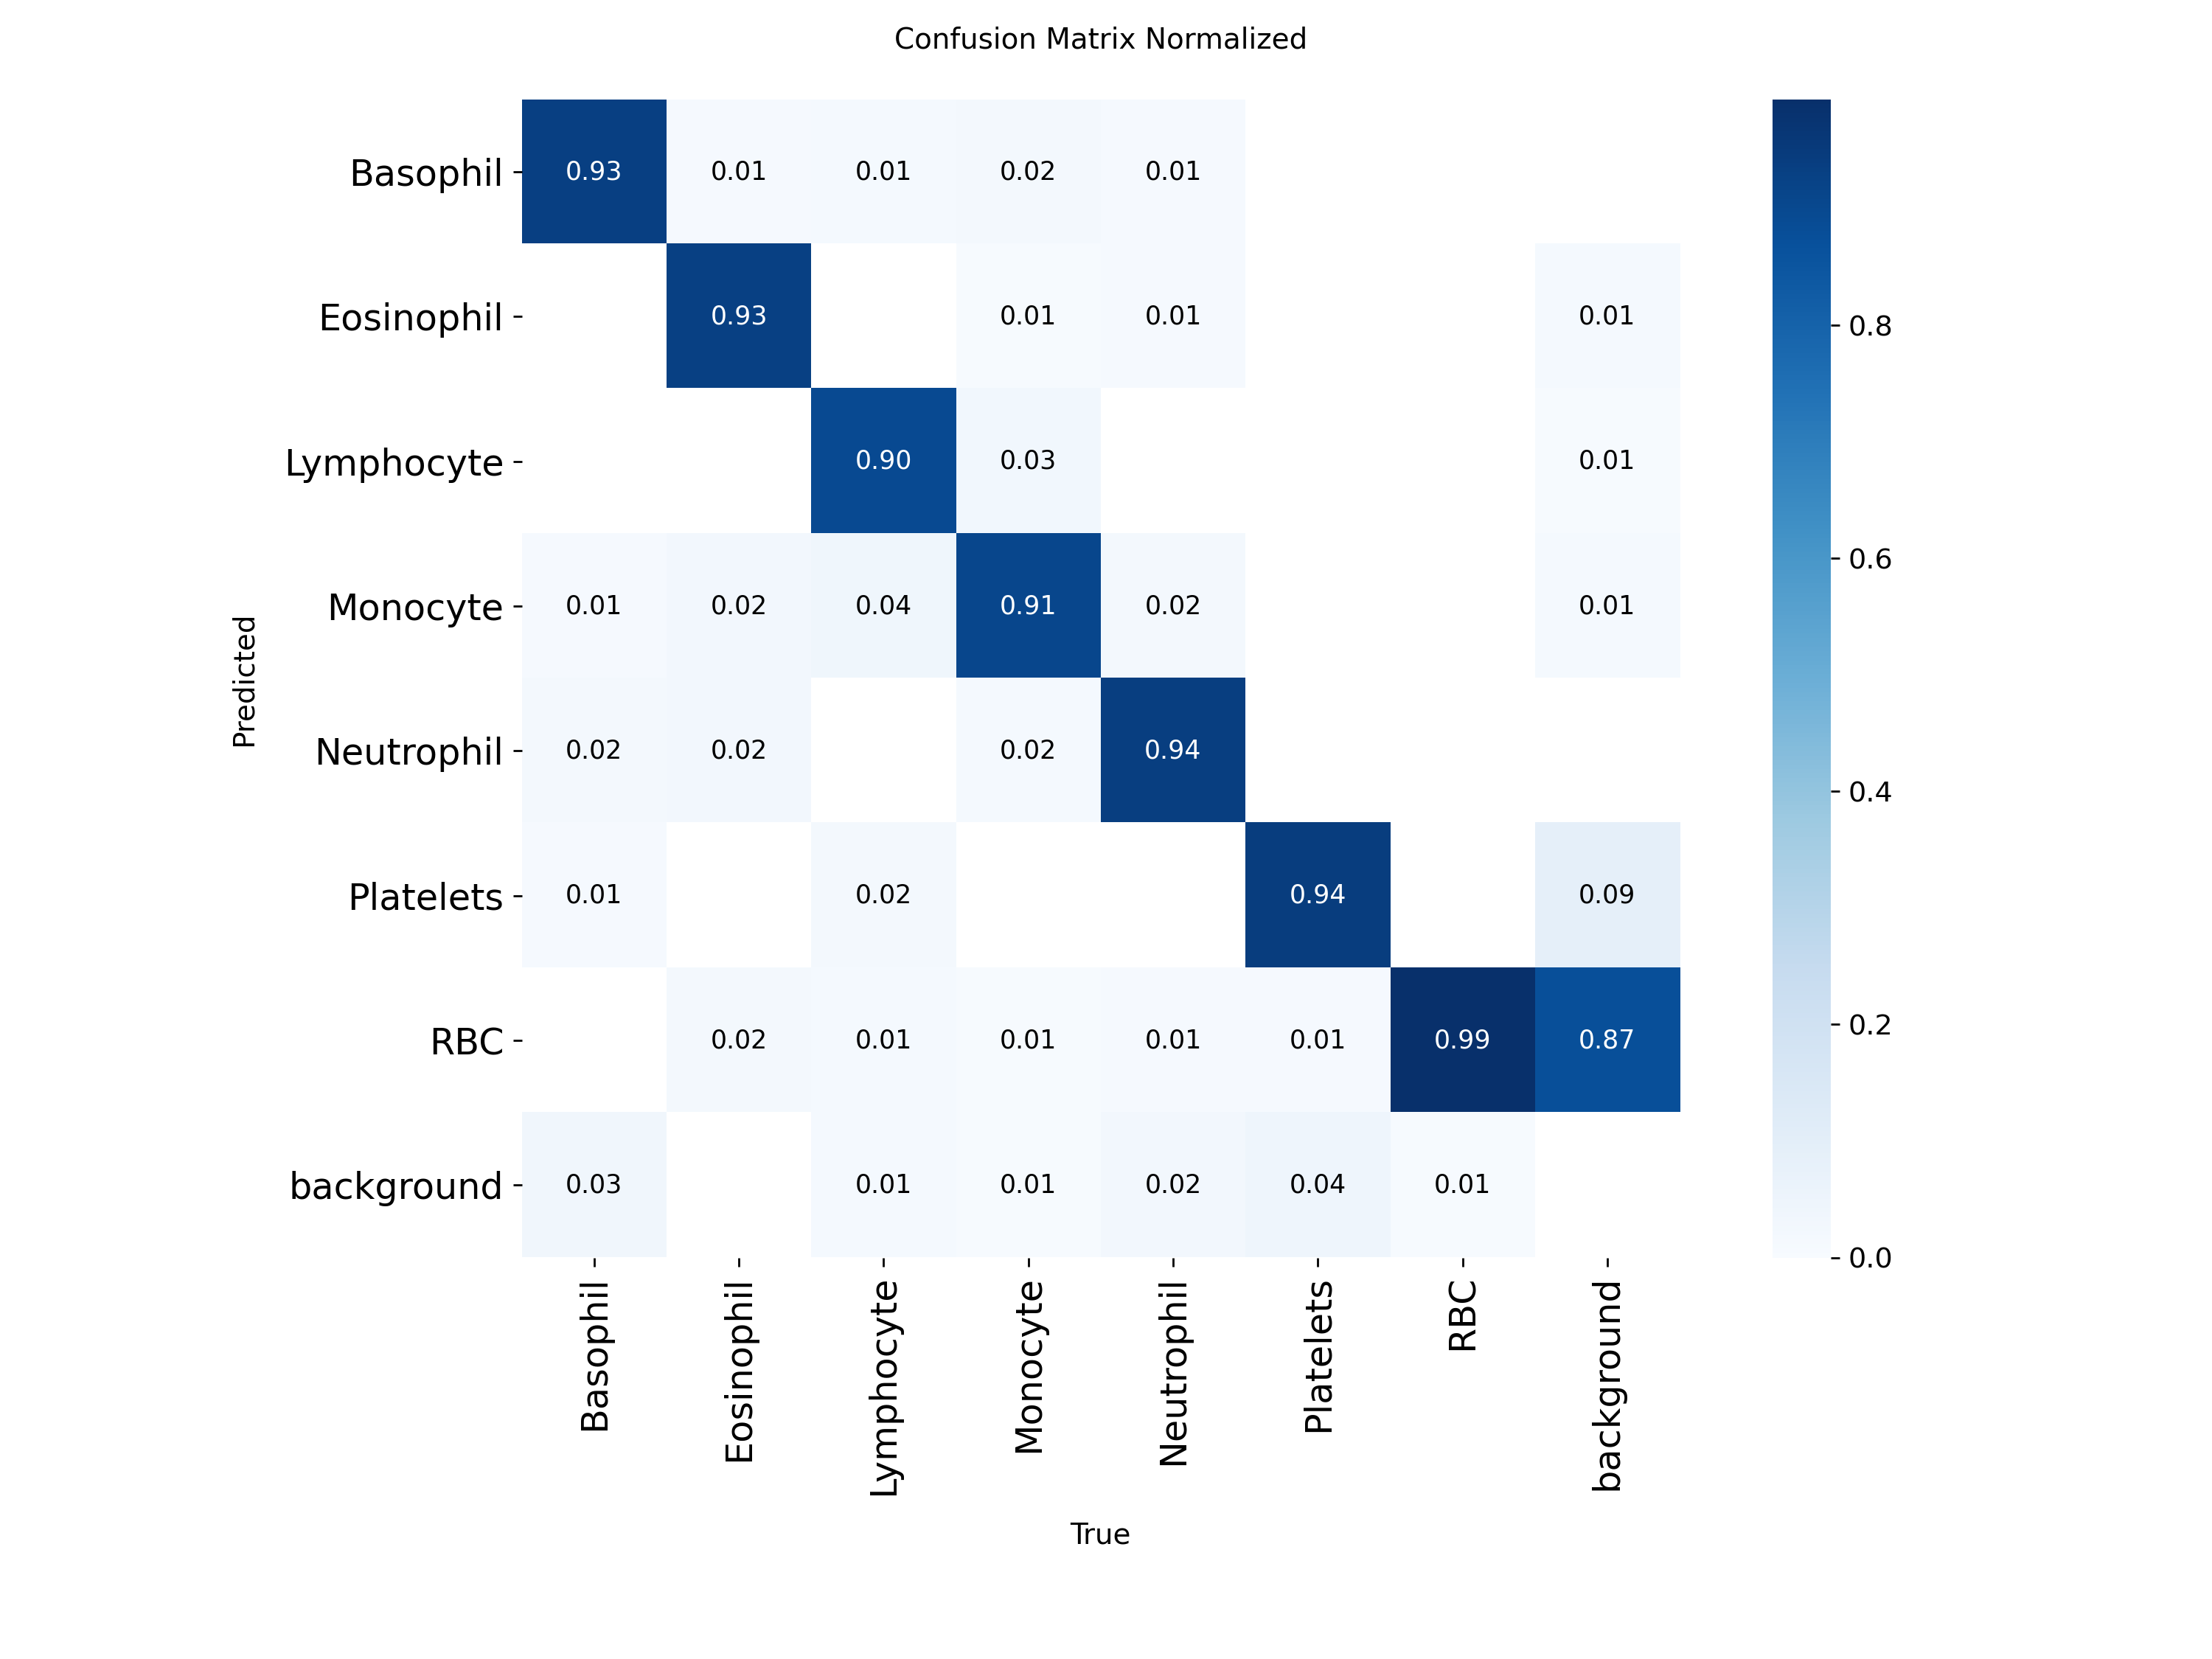 Confusion Matrix Normalized
Basophil 0.93 0.01 0.01 0.02 0.01
Eosinophil 0.93 0.01 0.01 0.01 0.8
Lymphocyte 0.90 0.03 0.01
Monocyte 0.01 0.02 0.04 0.91 0.02 0.01 0.6
Predicted
Neutrophil 0.02 0.02 0.02 0.94 0.4
Platelets 0.01 0.02 0.94 0.09
RBC 0.02 0.01 0.01 0.01 0.01 0.99 0.87 0.2
background 0.03 0.01 0.01 0.02 0.04 0.01
0.0
Basophil Eosinophil Lymphocyte Monocyte Neutrophil Platelets RBC background
True